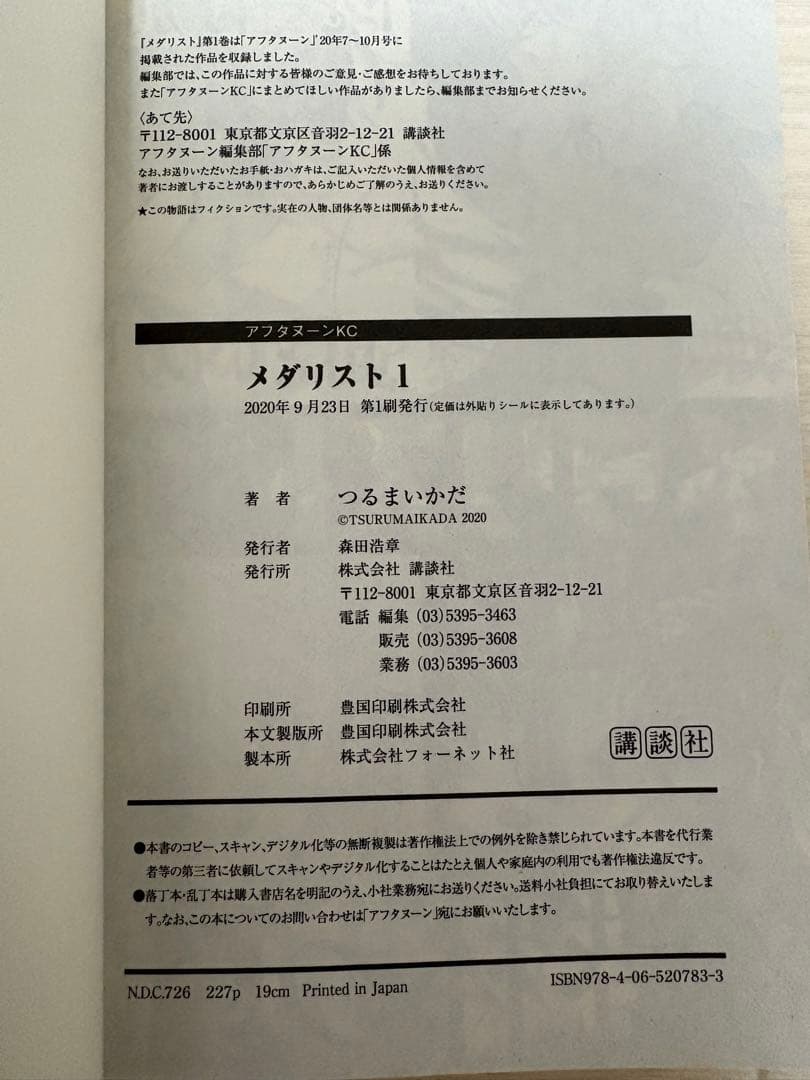 『メダリスト』第1巻は「アフタヌーン」'20年7〜10月号に
掲載された作品を収録しました。
編集部では、この作品に対する皆様のご意見・ご感想をお待ちしております。
また「アフタヌーンKC」にまとめてほしい作品がありましたら、編集部までお知らせください。
〈あて先〉
〒112-8001 東京都文京区音羽2-12-21 講談社
アフタヌーン編集部「アフタヌーンKC」係
なお、お送りいただいたお手紙・おハガキは、ご記入いただいた個人情報を含めて
著者にお渡しすることがありますので、あらかじめご了解のうえ、お送りください。
★この物語はフィクションです。実在の人物、団体名等とは関係ありません。
アフタヌーンKC
メダリスト 1
2020年9月23日 第1刷発行(定価は外貼りシールに表示してあります。)
著者 つるまいかだ
©TSURUMAIKADA 2020
発行者 森田浩章
発行所 株式会社 講談社
〒112-8001 東京都文京区音羽2-12-21
電話 編集 (03)5395-3463
販売 (03)5395-3608
業務 (03)5395-3603
印刷所 豊国印刷株式会社
本文製版所 豊国印刷株式会社
製本所 株式会社フォーネット社
講談社
●本書のコピー、スキャン、デジタル化等の無断複製は著作権法上での例外を除き禁じられています。本書を代行業
者等の第三者に依頼してスキャンやデジタル化することはたとえ個人や家庭内の利用でも著作権法違反です。
●落丁本・乱丁本は購入書店名を明記のうえ、小社業務宛にお送りください。送料小社負担にてお取り替えいたしま
す。なお、この本についてのお問い合わせは「アフタヌーン」宛にお願いいたします。
N.D.C.726 227p 19cm Printed in Japan
ISBN978-4-06-520783-3